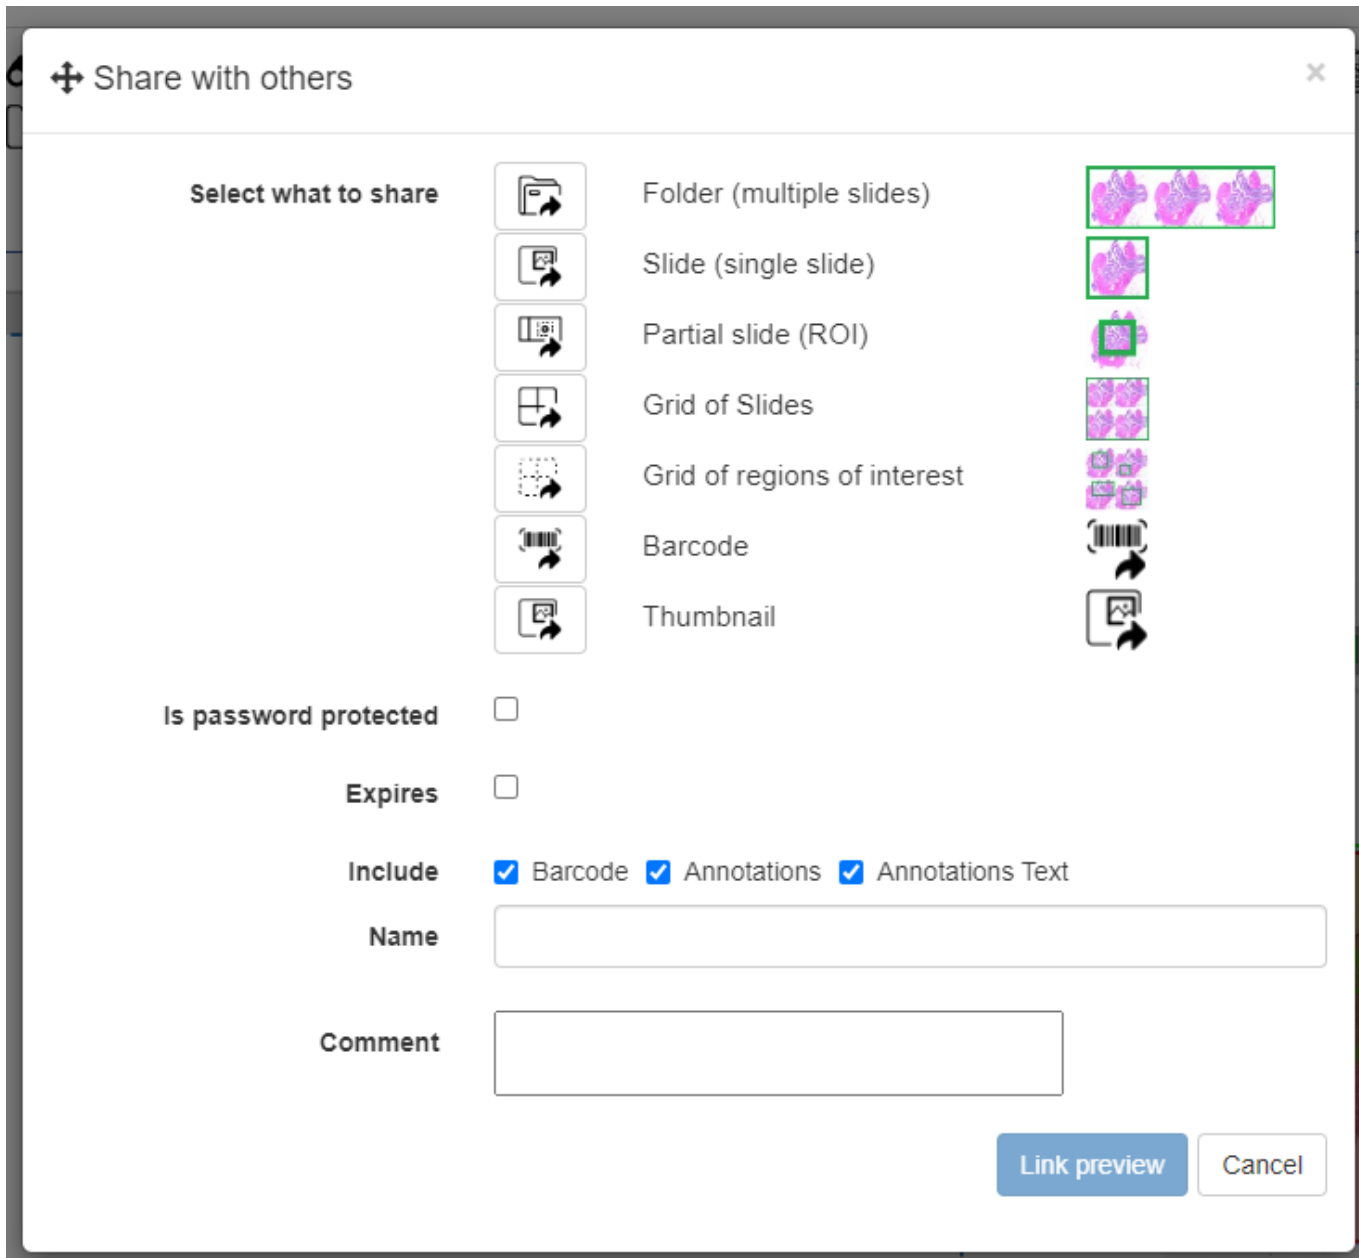 Share with others
×
Select what to share
Folder (multiple slides)
Slide (single slide)
Partial slide (ROI)
Grid of Slides
Grid of regions of interest
Barcode
Thumbnail
Is password protected
Expires
Include Barcode Annotations Annotations Text
Name
Comment
Link preview Cancel